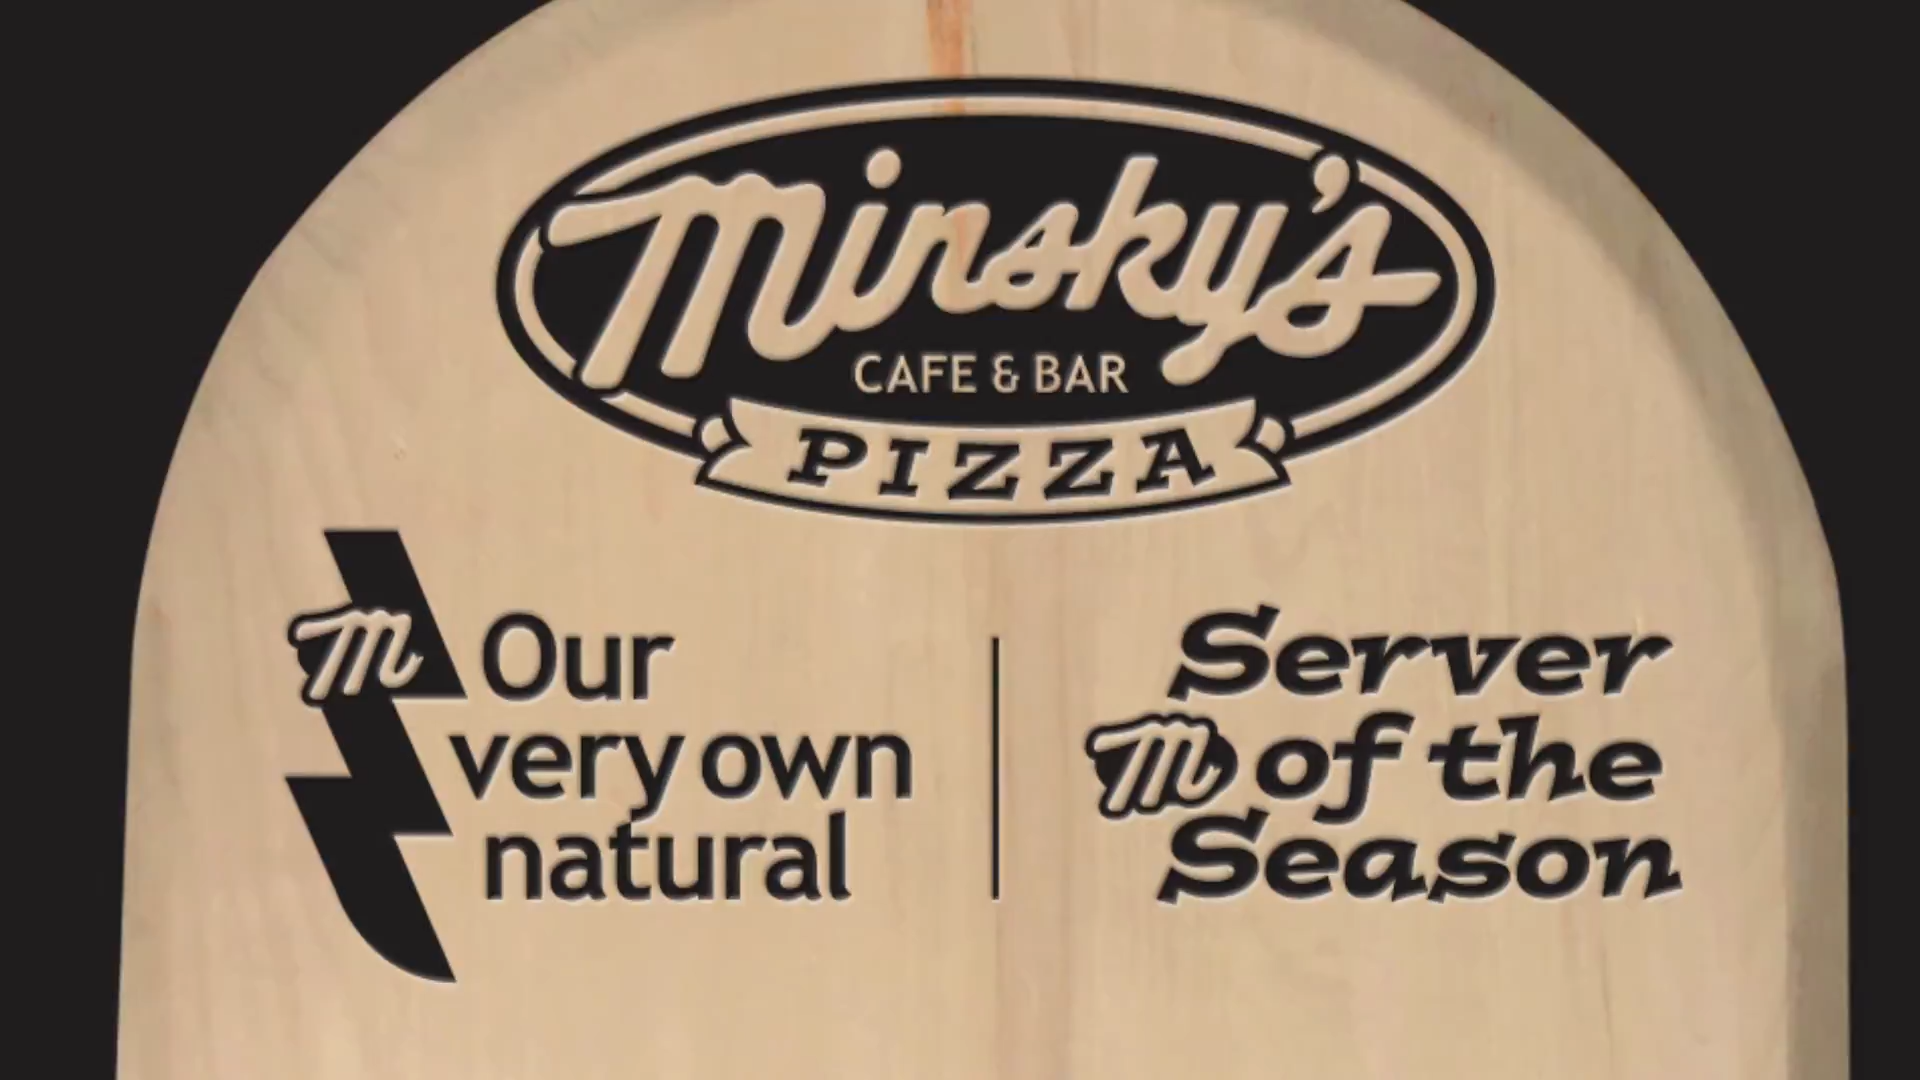 Minsky's
CAFE & BAR
PIZZA
m Our
very own
natural
Server
m of the
Season